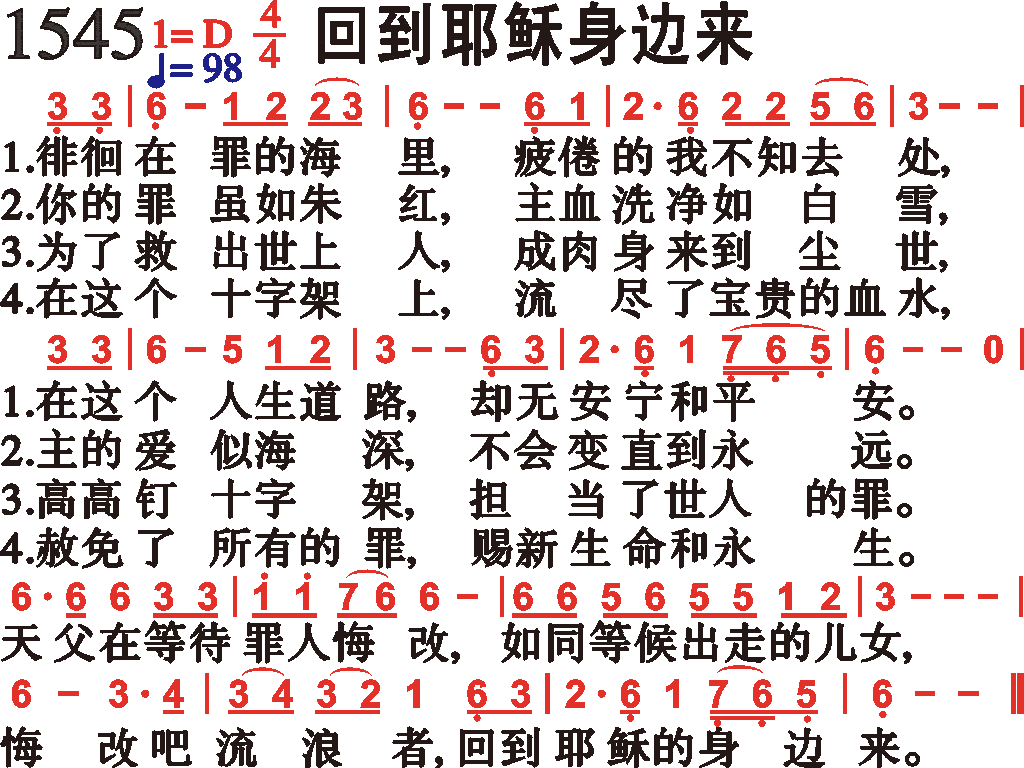 1545 1= D 4/4 回到耶稣身边来
♩= 98
3 3 | 6 – 1 2 2 3 | 6 – – 6 1 | 2 · 6 2 2 5 6 | 3 – – |
1.徘徊在 罪的海 里, 疲倦的我不知去 处,
2.你的罪 虽如朱 红, 主血洗净如 白 雪,
3.为了救 出世上 人, 成肉身来到 尘 世,
4.在这个 十字架 上, 流 尽了宝贵的血水,
3 3 | 6 – 5 1 2 | 3 – – 6 3 | 2 · 6 1 7 6 5 | 6 – – 0 |
1.在这个 人生道 路, 却无安宁和平 安。
2.主的爱 似海 深, 不会变直到永 远。
3.高高钉 十字 架, 担 当了世人 的罪。
4.赦免了 所有的 罪, 赐新生命和永 生。
6 · 6 6 3 3 | 1 1 7 6 6 – | 6 6 5 6 5 5 1 2 | 3 – – – |
天父在等待罪人悔 改, 如同等候出走的儿女,
6 – 3 · 4 | 3 4 3 2 1 6 3 | 2 · 6 1 7 6 5 | 6 – – ‖
悔 改吧流 浪 者,回到耶稣的身 边 来。